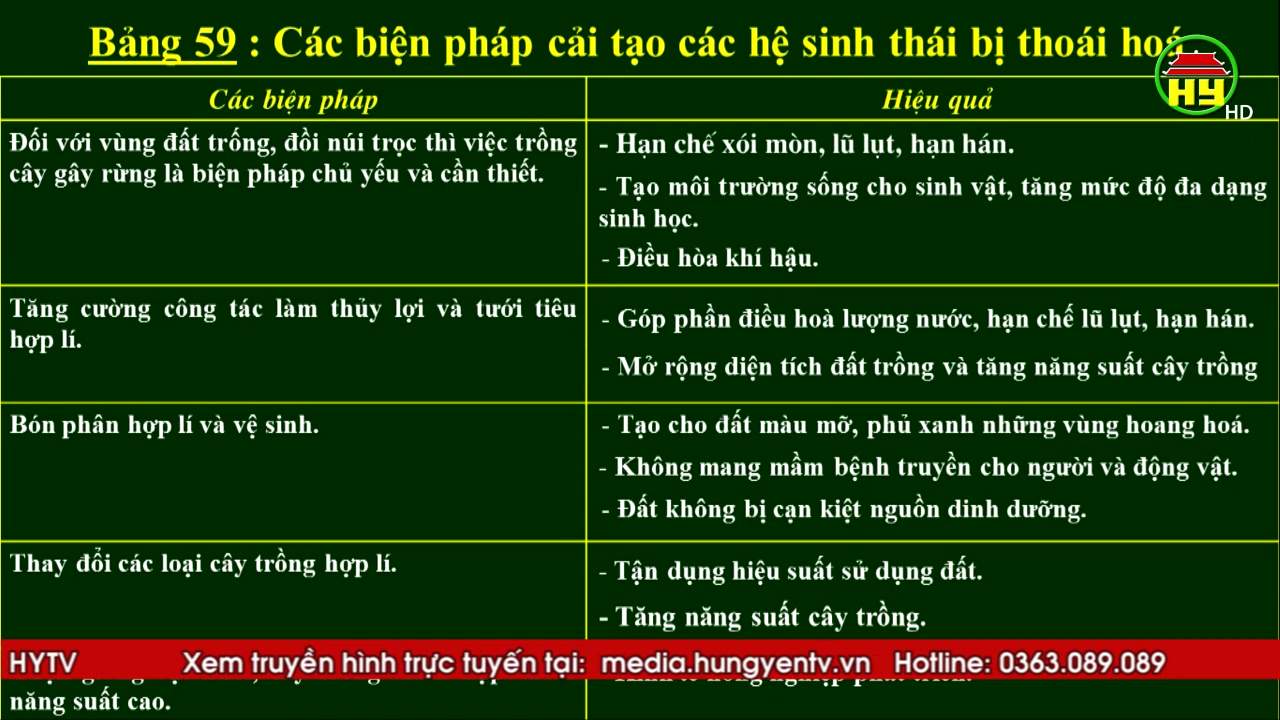 Bảng 59 : Các biện pháp cải tạo các hệ sinh thái bị thoái hoá
HY
HD
Các biện pháp
Hiệu quả
Đối với vùng đất trống, đồi núi trọc thì việc trồng
cây gây rừng là biện pháp chủ yếu và cần thiết.
- Hạn chế xói mòn, lũ lụt, hạn hán.
- Tạo môi trường sống cho sinh vật, tăng mức độ đa dạng
sinh học.
- Điều hòa khí hậu.
Tăng cường công tác làm thủy lợi và tưới tiêu
hợp lí.
- Góp phần điều hoà lượng nước, hạn chế lũ lụt, hạn hán.
- Mở rộng diện tích đất trồng và tăng năng suất cây trồng
Bón phân hợp lí và vệ sinh.
- Tạo cho đất màu mỡ, phủ xanh những vùng hoang hoá.
- Không mang mầm bệnh truyền cho người và động vật.
- Đất không bị cạn kiệt nguồn dinh dưỡng.
Thay đổi các loại cây trồng hợp lí.
- Tận dụng hiệu suất sử dụng đất.
- Tăng năng suất cây trồng.
HYTV Xem truyền hình trực tuyến tại: media.hungyentv.vn Hotline: 0363.089.089
năng suất cao.